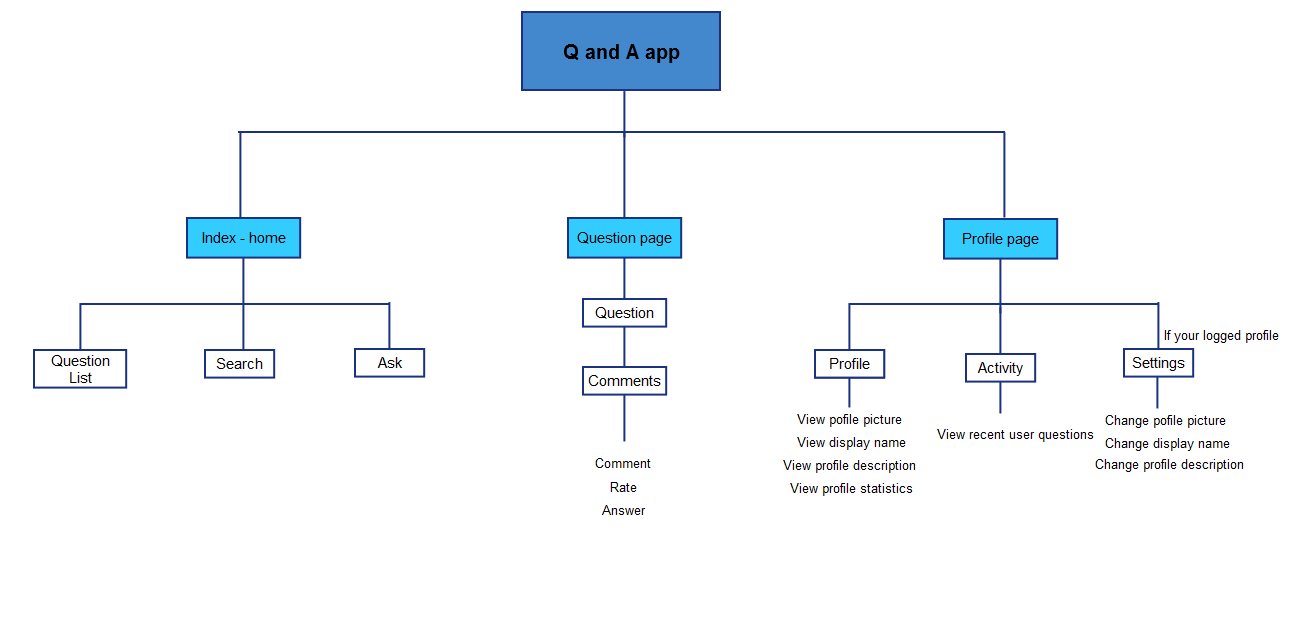 Q and A app
Index - home
Question page
Profile page
Question
List
Search
Ask
Question
Comments
Comment
Rate
Answer
Profile
View pofile picture
View display name
View profile description
View profile statistics
Activity
View recent user questions
If your logged profile
Settings
Change pofile picture
Change display name
Change profile description